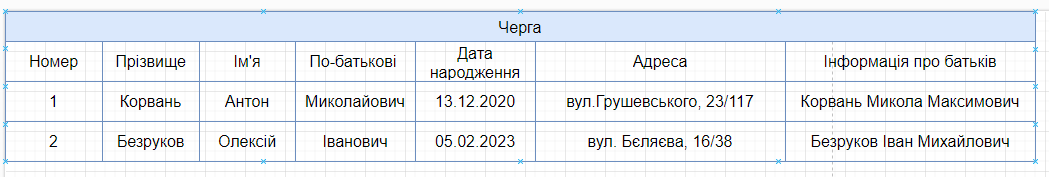 Черга
Номер Прізвище Ім'я По-батькові Дата народження Адреса Інформація про батьків
1 Корвань Антон Миколайович 13.12.2020 вул.Грушевського, 23/117 Корвань Микола Максимович
2 Безруков Олексій Іванович 05.02.2023 вул. Бєляєва, 16/38 Безруков Іван Михайлович